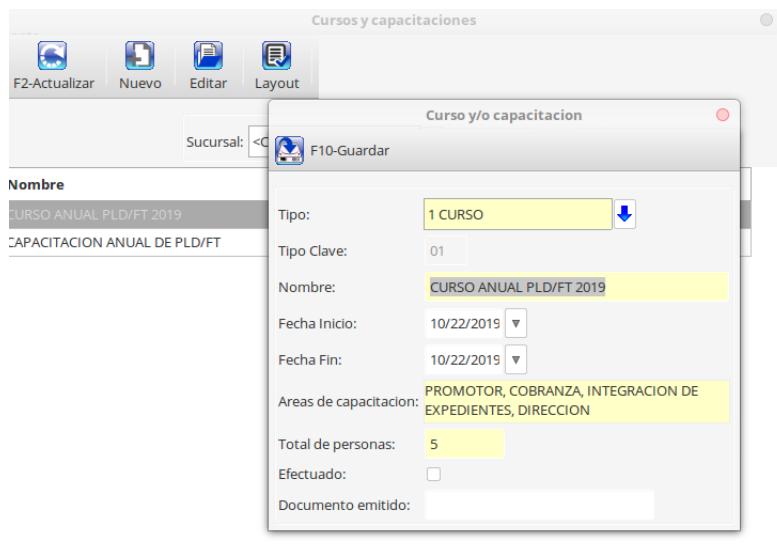 Cursos y capacitaciones
F2-Actualizar Nuevo Editar Layout
Sucursal: <C
Nombre
CURSO ANUAL PLD/FT 2019
CAPACITACION ANUAL DE PLD/FT
Curso y/o capacitacion
F10-Guardar
Tipo: 1 CURSO
Tipo Clave: 01
Nombre: CURSO ANUAL PLD/FT 2019
Fecha Inicio: 10/22/2019
Fecha Fin: 10/22/2019
Areas de capacitacion: PROMOTOR, COBRANZA, INTEGRACION DE
EXPEDIENTES, DIRECCION
Total de personas: 5
Efectuado:
Documento emitido: